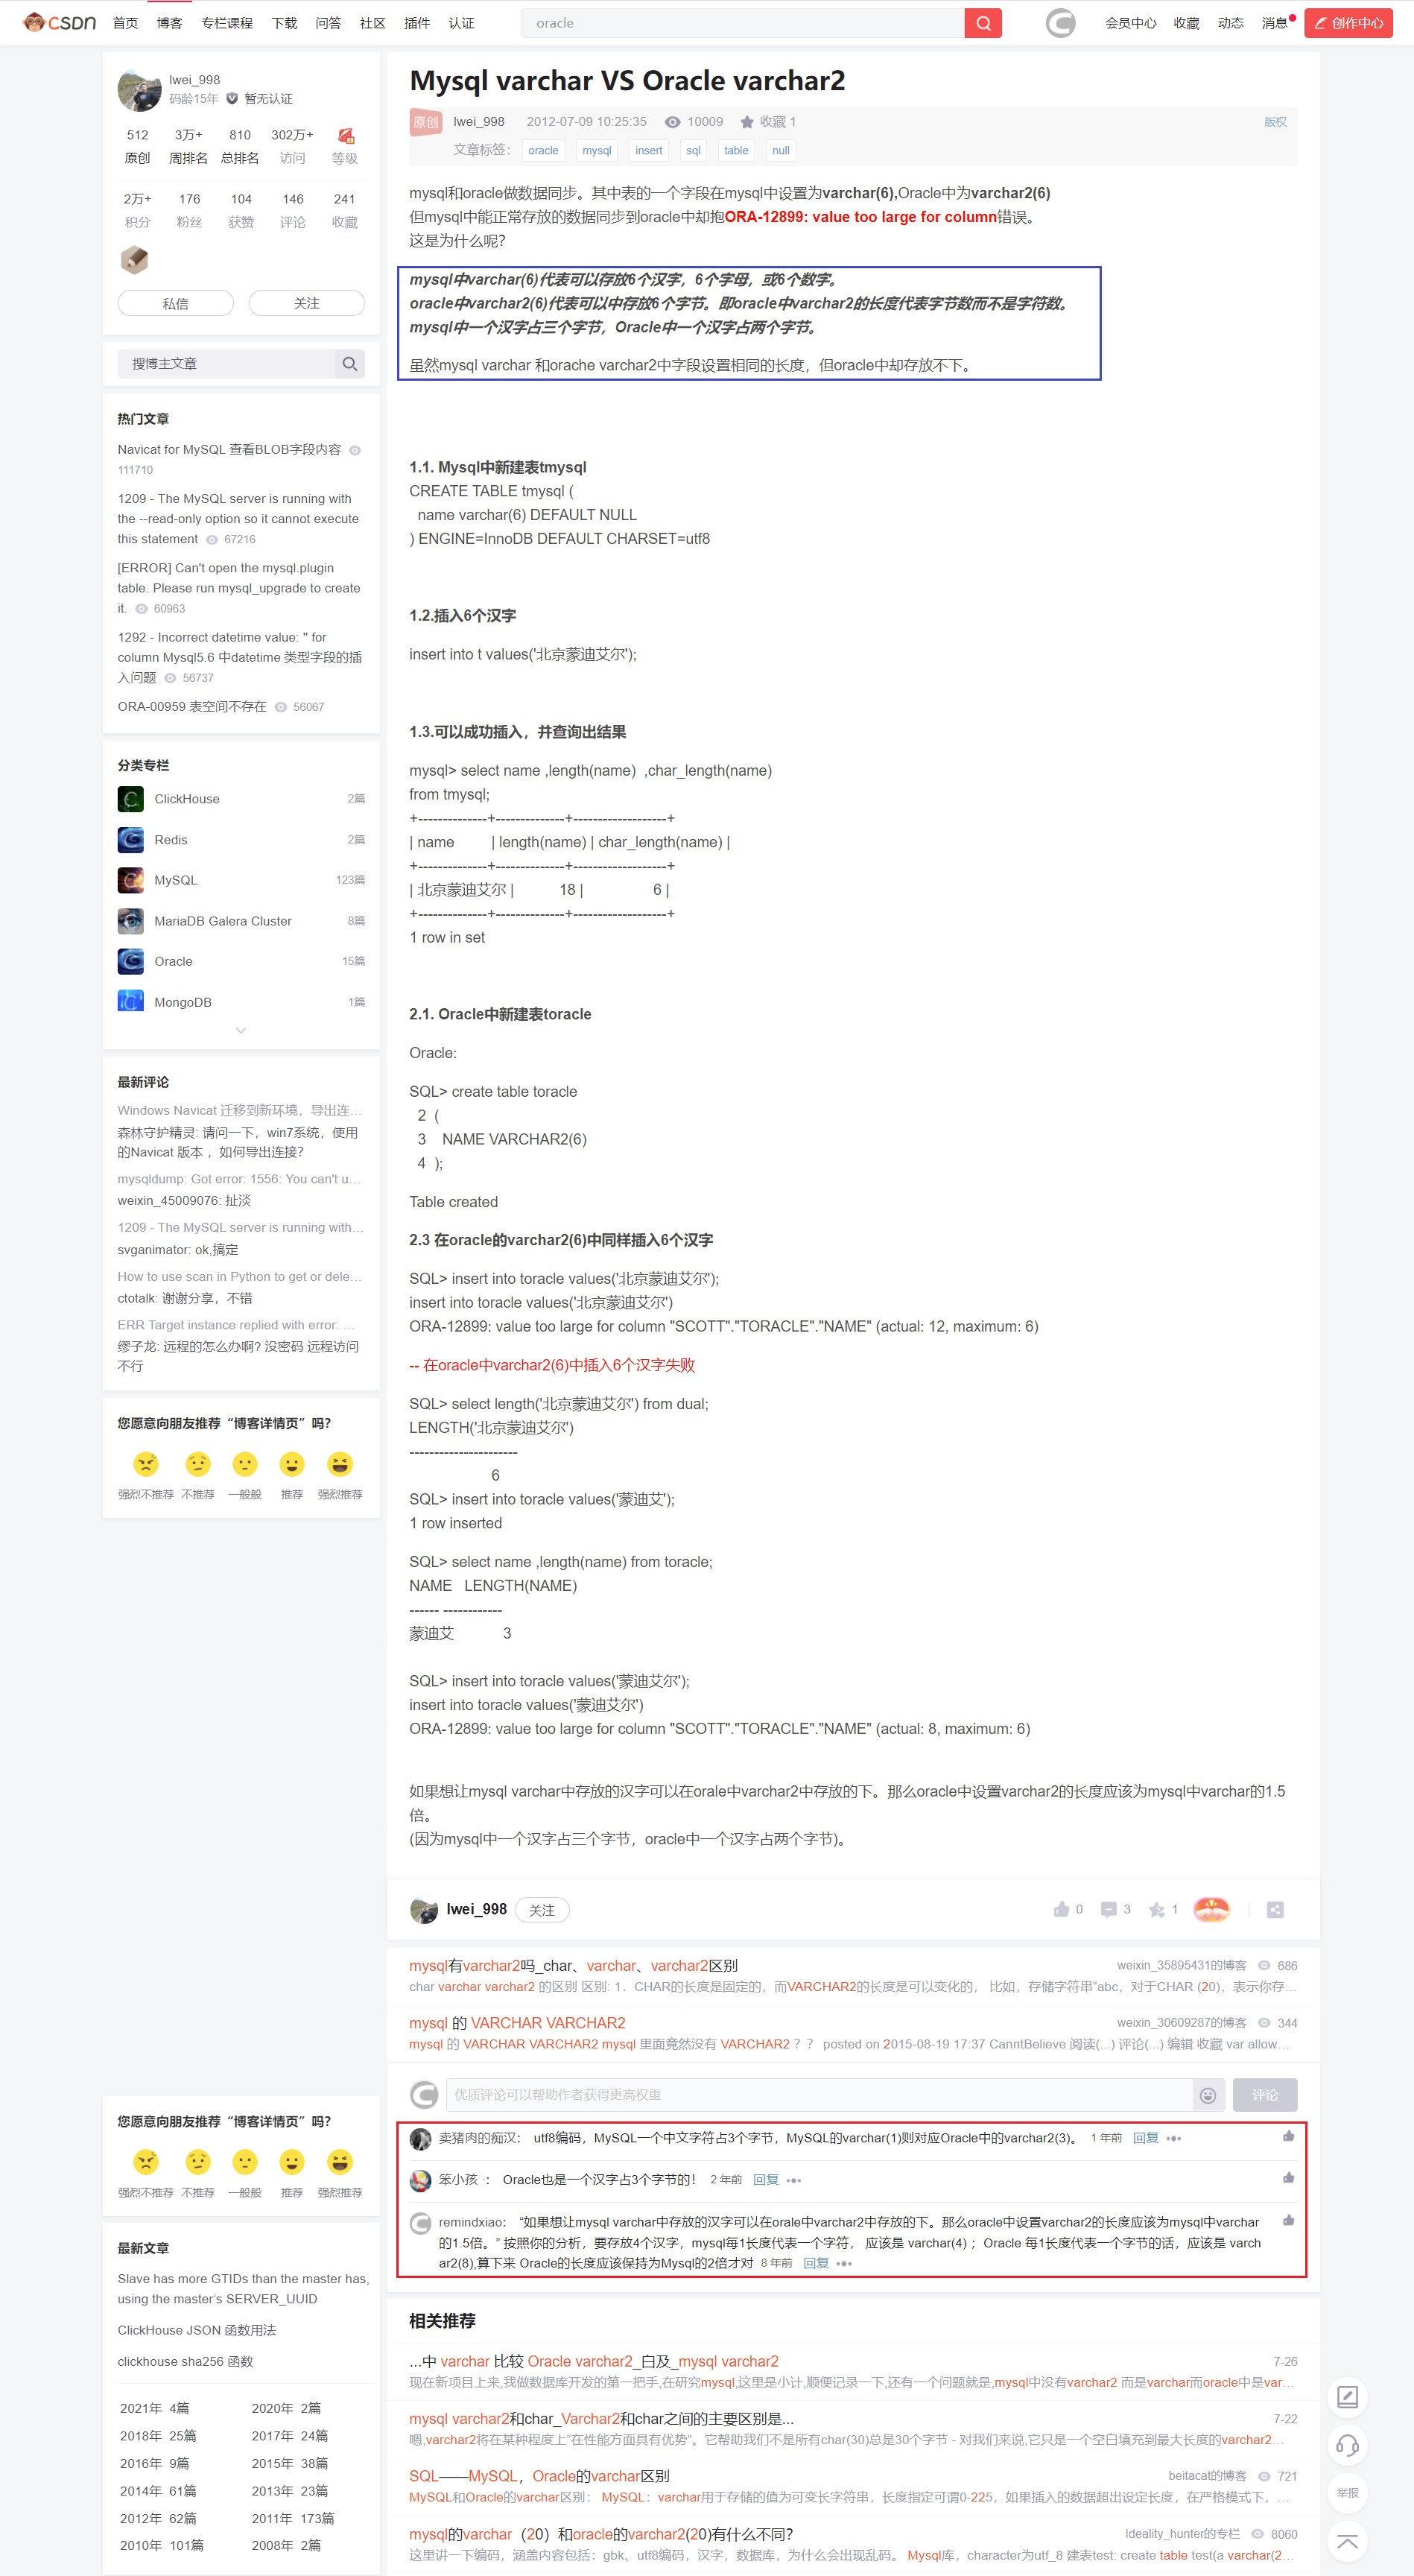 CSDN 首页 博客 专栏课程 下载 问答 社区 插件 认证 oracle 会员中心 收藏 动态 消息 创作中心
lwei_998
码龄15年 暂无认证
512 3万+ 810 302万+
原创 周排名 总排名 访问 等级
2万+ 176 104 146 241
积分 粉丝 获赞 评论 收藏
私信 关注
搜博主文章
热门文章
Navicat for MySQL 查看BLOB字段内容
111710
1209 - The MySQL server is running with
the --read-only option so it cannot execute
this statement 67216
[ERROR] Can't open the mysql.plugin
table. Please run mysql_upgrade to create
it. 60963
1292 - Incorrect datetime value: '' for
column Mysql5.6 中datetime 类型字段的插
入问题 56737
ORA-00959 表空间不存在 56067
分类专栏
ClickHouse 2篇
Redis 2篇
MySQL 123篇
MariaDB Galera Cluster 8篇
Oracle 15篇
MongoDB 1篇
最新评论
Windows Navicat 迁移到新环境，导出连...
森林守护精灵: 请问一下，win7系统，使用
的Navicat 版本 ，如何导出连接？
mysqldump: Got error: 1556: You can't u...
weixin_45009076: 扯淡
1209 - The MySQL server is running with...
svganimator: ok,搞定
How to use scan in Python to get or dele...
ctotalk: 谢谢分享，不错
ERR Target instance replied with error: ...
缪子龙: 远程的怎么办啊? 没密码 远程访问
不行
您愿意向朋友推荐“博客详情页”吗？
强烈不推荐 不推荐 一般般 推荐 强烈推荐
您愿意向朋友推荐“博客详情页”吗？
强烈不推荐 不推荐 一般般 推荐 强烈推荐
最新文章
Slave has more GTIDs than the master has,
using the master's SERVER_UUID
ClickHouse JSON 函数用法
clickhouse sha256 函数
2021年 4篇 2020年 2篇
2018年 25篇 2017年 24篇
2016年 9篇 2015年 38篇
2014年 61篇 2013年 23篇
2012年 62篇 2011年 173篇
2010年 101篇 2008年 2篇
Mysql varchar VS Oracle varchar2
原创 lwei_998 2012-07-09 10:25:35 10009 收藏 1 版权
文章标签： oracle mysql insert sql table null
mysql和oracle做数据同步。其中表的一个字段在mysql中设置为varchar(6),Oracle中为varchar2(6)
但mysql中能正常存放的数据同步到oracle中却抱ORA-12899: value too large for column错误。
这是为什么呢?
mysql中varchar(6)代表可以存放6个汉字，6个字母，或6个数字。
oracle中varchar2(6)代表可以中存放6个字节。即oracle中varchar2的长度代表字节数而不是字符数。
mysql中一个汉字占三个字节，Oracle中一个汉字占两个字节。
虽然mysql varchar 和orache varchar2中字段设置相同的长度，但oracle中却存放不下。
1.1. Mysql中新建表tmysql
CREATE TABLE tmysql (
name varchar(6) DEFAULT NULL
) ENGINE=InnoDB DEFAULT CHARSET=utf8
1.2.插入6个汉字
insert into t values('北京蒙迪艾尔');
1.3.可以成功插入，并查询出结果
mysql> select name ,length(name) ,char_length(name)
from tmysql;
+--------------+--------------+-------------------+
| name | length(name) | char_length(name) |
+--------------+--------------+-------------------+
| 北京蒙迪艾尔 | 18 | 6 |
+--------------+--------------+-------------------+
1 row in set
2.1. Oracle中新建表toracle
Oracle:
SQL> create table toracle
2 (
3 NAME VARCHAR2(6)
4 );
Table created
2.3 在oracle的varchar2(6)中同样插入6个汉字
SQL> insert into toracle values('北京蒙迪艾尔');
insert into toracle values('北京蒙迪艾尔')
ORA-12899: value too large for column "SCOTT"."TORACLE"."NAME" (actual: 12, maximum: 6)
-- 在oracle中varchar2(6)中插入6个汉字失败
SQL> select length('北京蒙迪艾尔') from dual;
LENGTH('北京蒙迪艾尔')
----------------------
6
SQL> insert into toracle values('蒙迪艾');
1 row inserted
SQL> select name ,length(name) from toracle;
NAME LENGTH(NAME)
------ ------------
蒙迪艾 3
SQL> insert into toracle values('蒙迪艾尔');
insert into toracle values('蒙迪艾尔')
ORA-12899: value too large for column "SCOTT"."TORACLE"."NAME" (actual: 8, maximum: 6)
如果想让mysql varchar中存放的汉字可以在orale中varchar2中存放的下。那么oracle中设置varchar2的长度应该为mysql中varchar的1.5
倍。
(因为mysql中一个汉字占三个字节，oracle中一个汉字占两个字节)。
lwei_998 关注 0 3 1
mysql有varchar2吗_char、varchar、varchar2区别 weixin_35895431的博客 686
char varchar varchar2 的区别 区别: 1．CHAR的长度是固定的，而VARCHAR2的长度是可以变化的， 比如，存储字符串“abc，对于CHAR (20)，表示你存...
mysql 的 VARCHAR VARCHAR2 weixin_30609287的博客 344
mysql 的 VARCHAR VARCHAR2 mysql 里面竟然没有 VARCHAR2 ？？ posted on 2015-08-19 17:37 CanntBelieve 阅读(...) 评论(...) 编辑 收藏 var allow...
优质评论可以帮助作者获得更高权重 评论
卖猪肉的痴汉： utf8编码，MySQL一个中文字符占3个字节，MySQL的varchar(1)则对应Oracle中的varchar2(3)。 1 年前 回复
笨小孩 ·： Oracle也是一个汉字占3个字节的！ 2 年前 回复
remindxiao： “如果想让mysql varchar中存放的汉字可以在orale中varchar2中存放的下。那么oracle中设置varchar2的长度应该为mysql中varchar
的1.5倍。” 按照你的分析，要存放4个汉字，mysql每1长度代表一个字符， 应该是 varchar(4)； Oracle 每1长度代表一个字节的话，应该是 varch
ar2(8),算下来 Oracle的长度应该保持为Mysql的2倍才对 8 年前 回复
相关推荐
...中 varchar 比较 Oracle varchar2_白及_mysql varchar2 7-26
现在新项目上来,我做数据库开发的第一把手,在研究mysql,这里是小计,顺便记录一下,还有一个问题就是,mysql中没有varchar2 而是varchar而oracle中是var...
mysql varchar2和char_Varchar2和char之间的主要区别是... 7-22
嗯,varchar2将在某种程度上”在性能方面具有优势”。它帮助我们不是所有char(30)总是30个字节 - 对我们来说,它只是一个空白填充到最大长度的varchar2...
SQL——MySQL，Oracle的varchar区别 beitacat的博客 721
MySQL和Oracle的varchar区别： MySQL：varchar用于存储的值为可变长字符串，长度指定可谓0-225，如果插入的数据超出设定长度，在严格模式下，...
mysql的varchar（20）和oracle的varchar2(20)有什么不同？ Ideality_hunter的专栏 8060
这里讲一下编码，涵盖内容包括：gbk、utf8编码，汉字，数据库，为什么会出现乱码。 Mysql库，character为utf_8 建表test: create table test(a varchar(2...
举报